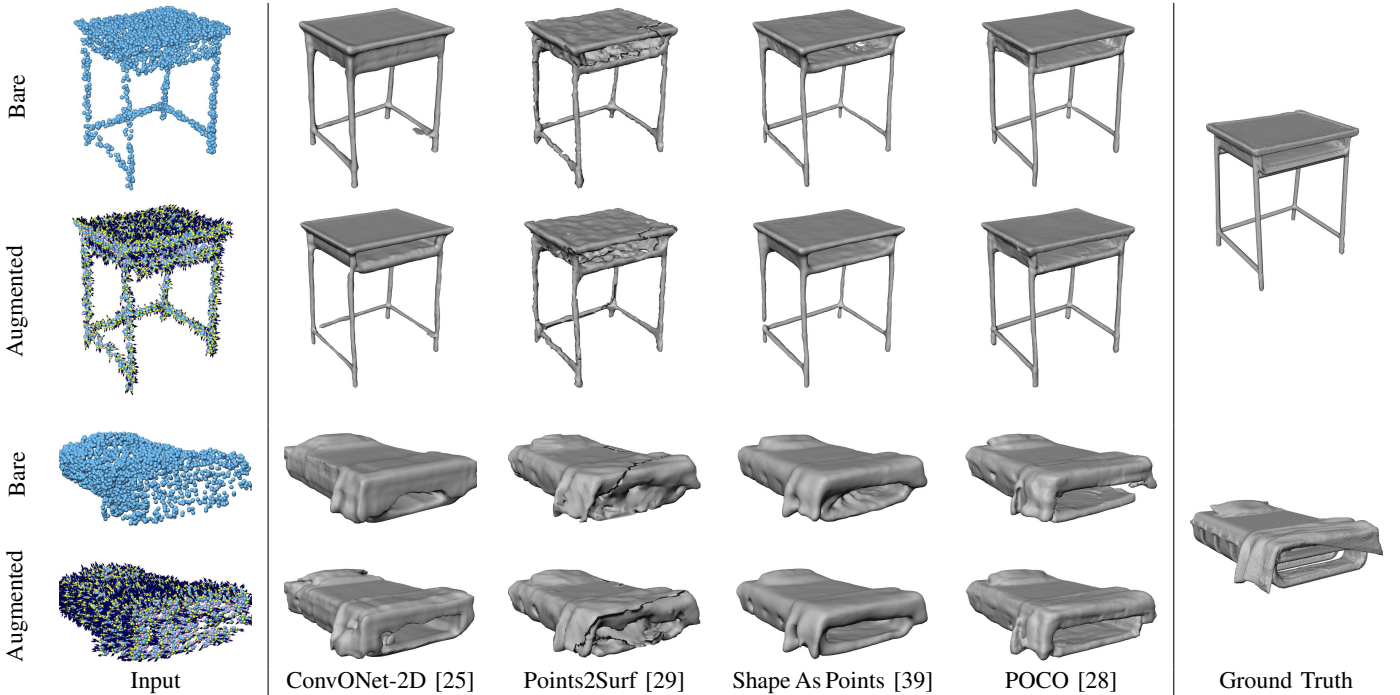 Bare
Augmented
Bare
Augmented
Input
ConvONet-2D [25]
Points2Surf [29]
Shape As Points [39]
POCO [28]
Ground Truth